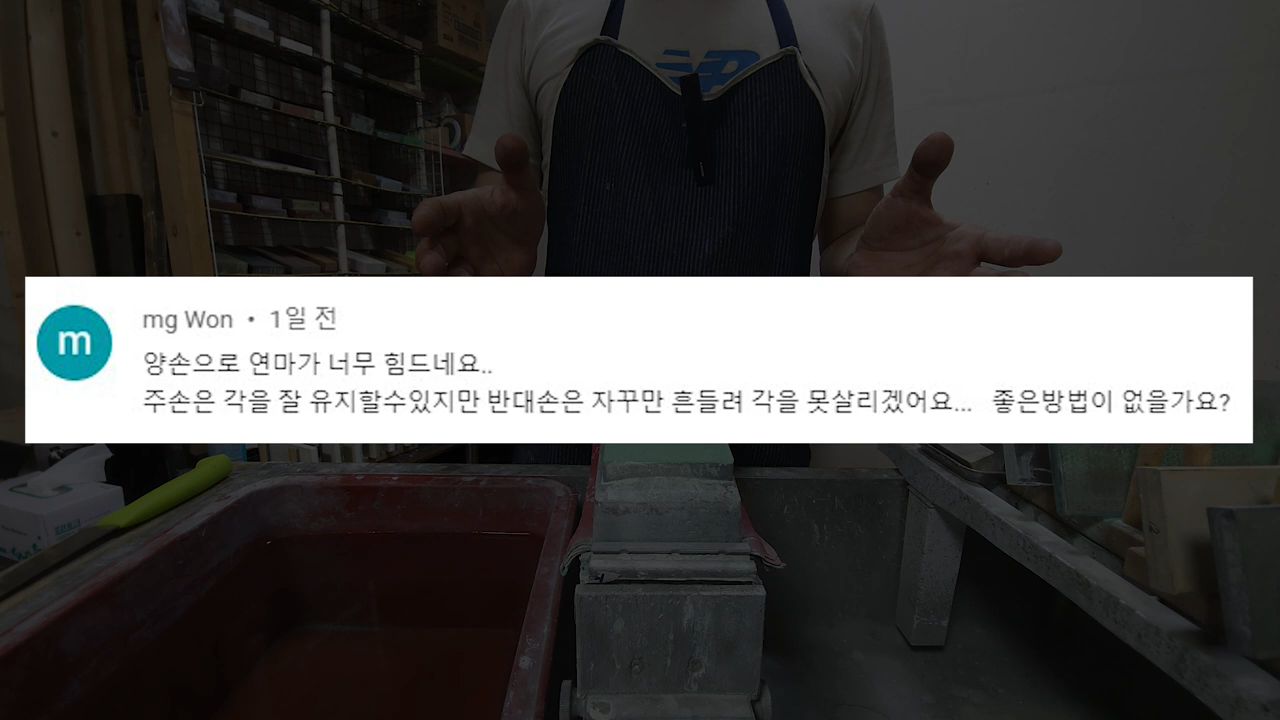 m
mg Won • 1일 전
양손으로 연마가 너무 힘드네요..
주손은 각을 잘 유지할수있지만 반대손은 자꾸만 흔들려 각을 못살리겠어요... 좋은방법이 없을가요?